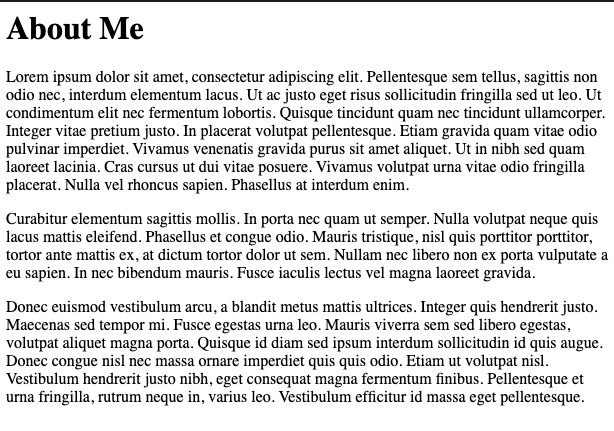 About Me
Lorem ipsum dolor sit amet, consectetur adipiscing elit. Pellentesque sem tellus, sagittis non
odio nec, interdum elementum lacus. Ut ac justo eget risus sollicitudin fringilla sed ut leo. Ut
condimentum elit nec fermentum lobortis. Quisque tincidunt quam nec tincidunt ullamcorper.
Integer vitae pretium justo. In placerat volutpat pellentesque. Etiam gravida quam vitae odio
pulvinar imperdiet. Vivamus venenatis gravida purus sit amet aliquet. Ut in nibh sed quam
laoreet lacinia. Cras cursus ut dui vitae posuere. Vivamus volutpat urna vitae odio fringilla
placerat. Nulla vel rhoncus sapien. Phasellus at interdum enim.
Curabitur elementum sagittis mollis. In porta nec quam ut semper. Nulla volutpat neque quis
lacus mattis eleifend. Phasellus et congue odio. Mauris tristique, nisl quis porttitor porttitor,
tortor ante mattis ex, at dictum tortor dolor ut sem. Nullam nec libero non ex porta vulputate a
eu sapien. In nec bibendum mauris. Fusce iaculis lectus vel magna laoreet gravida.
Donec euismod vestibulum arcu, a blandit metus mattis ultrices. Integer quis hendrerit justo.
Maecenas sed tempor mi. Fusce egestas urna leo. Mauris viverra sem sed libero egestas,
volutpat aliquet magna porta. Quisque id diam sed ipsum interdum sollicitudin id quis augue.
Donec congue nisl nec massa ornare imperdiet quis quis odio. Etiam ut volutpat nisl.
Vestibulum hendrerit justo nibh, eget consequat magna fermentum finibus. Pellentesque et
urna fringilla, rutrum neque in, varius leo. Vestibulum efficitur id massa eget pellentesque.